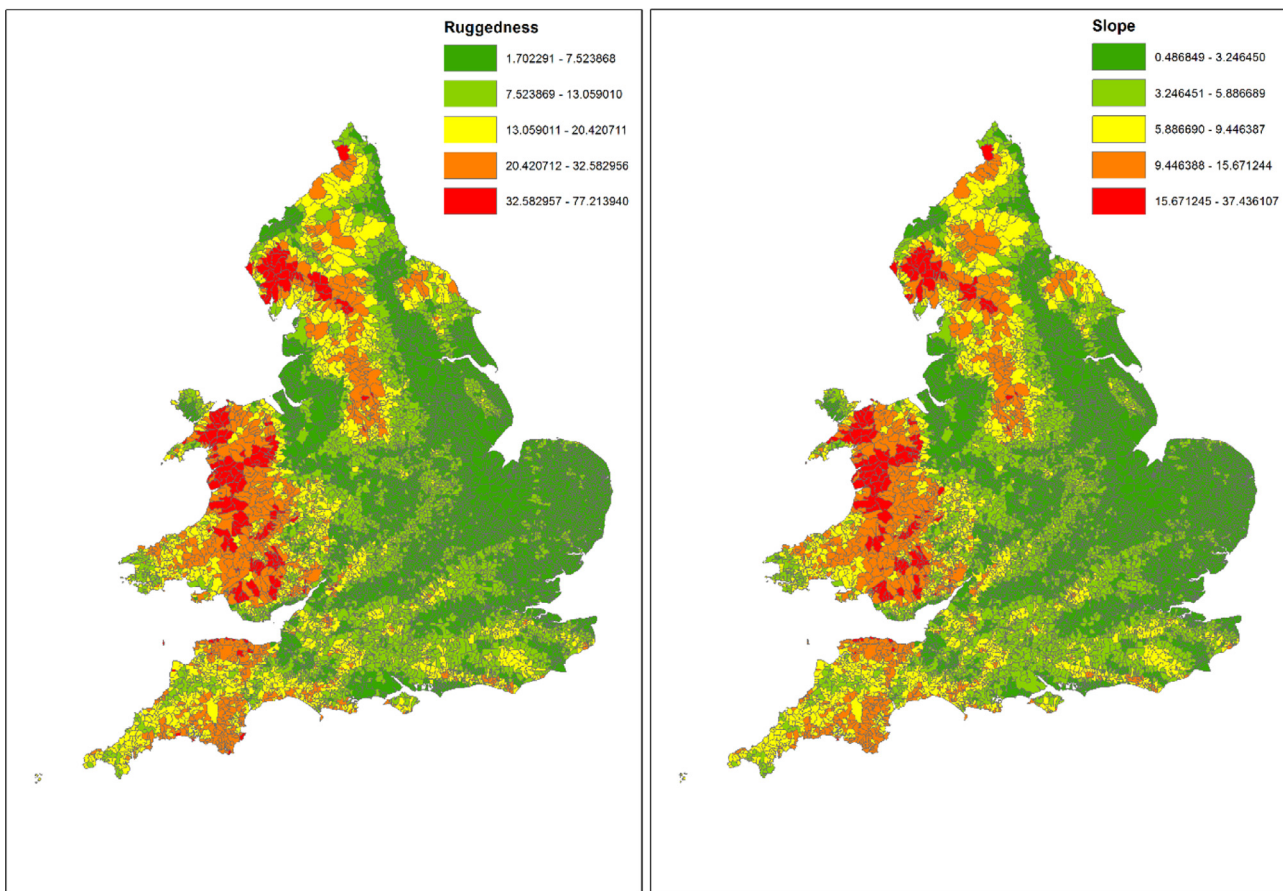 Ruggedness
1.702291 - 7.523868
7.523869 - 13.059010
13.059011 - 20.420711
20.420712 - 32.582956
32.582957 - 77.213940
Slope
0.486849 - 3.246450
3.246451 - 5.886689
5.886690 - 9.446387
9.446388 - 15.671244
15.671245 - 37.436107